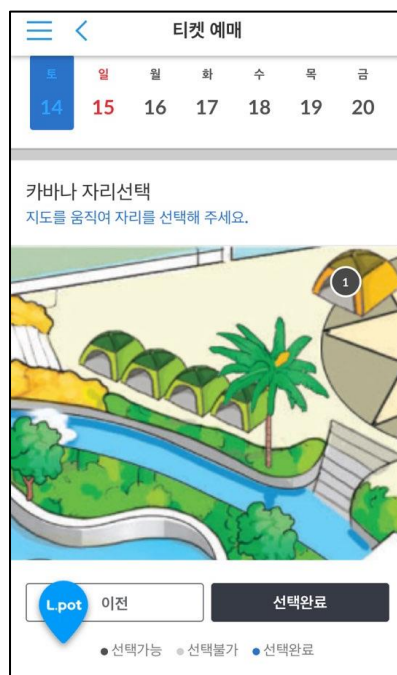 티켓 예매
토 일 월 화 수 목 금
14 15 16 17 18 19 20
카바나 자리선택
지도를 움직여 자리를 선택해 주세요.
1
L.pot 이전 선택완료
선택가능 선택불가 선택완료